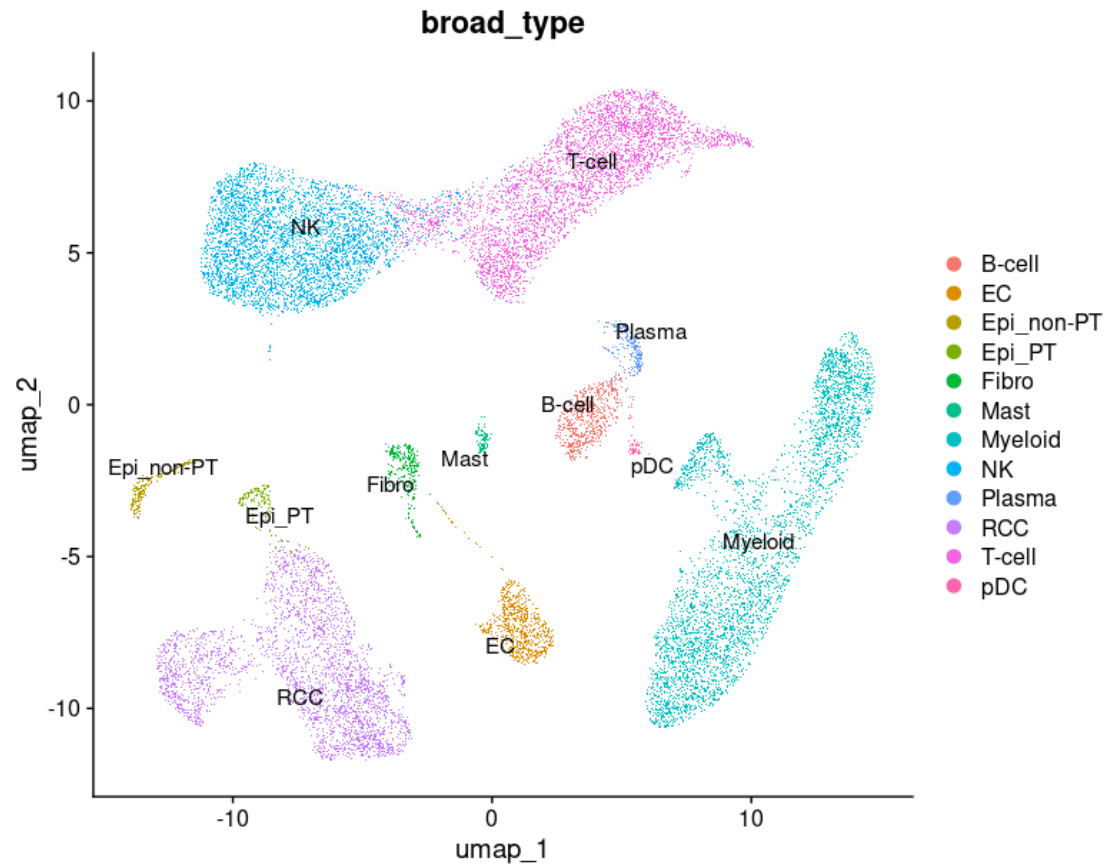 broad_type
10
5
0
-5
-10
umap_2
T-cell
NK
Plasma
B-cell
Mast
pDC
Epi_non-PT
Fibro
Epi_PT
Myeloid
EC
RCC
-10
0
10
umap_1
B-cell
EC
Epi_non-PT
Epi_PT
Fibro
Mast
Myeloid
NK
Plasma
RCC
T-cell
pDC